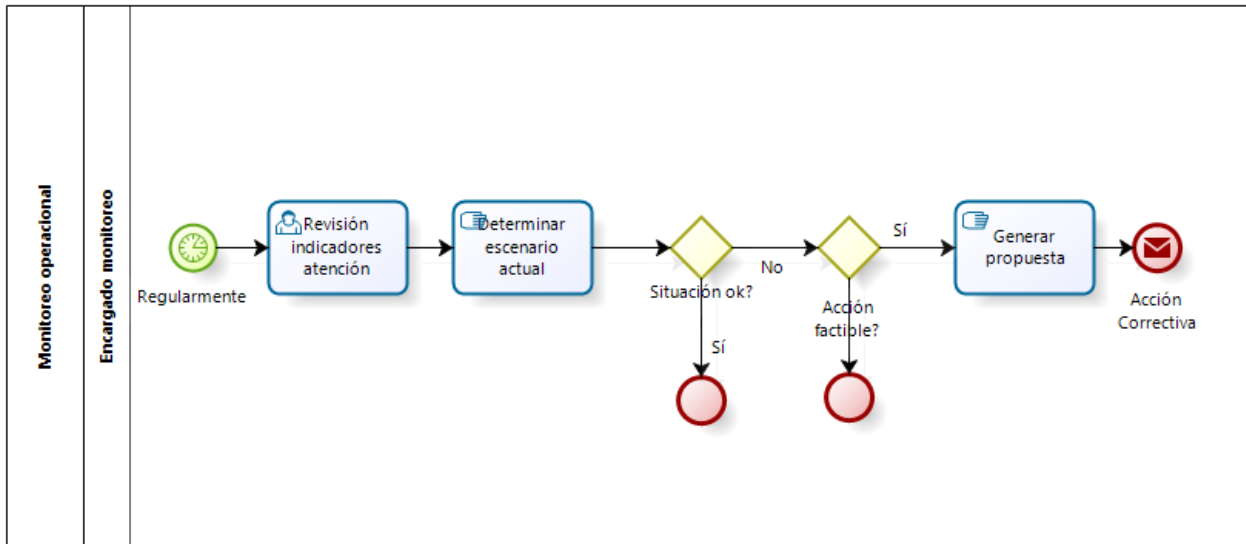 Monitoreo operacional
Encargado monitoreo
Regularmente
Revisión
indicadores
atención
Determinar
escenario
actual
Situación ok?
Sí
No
Acción
factible?
Sí
Generar
propuesta
Acción
Correctiva